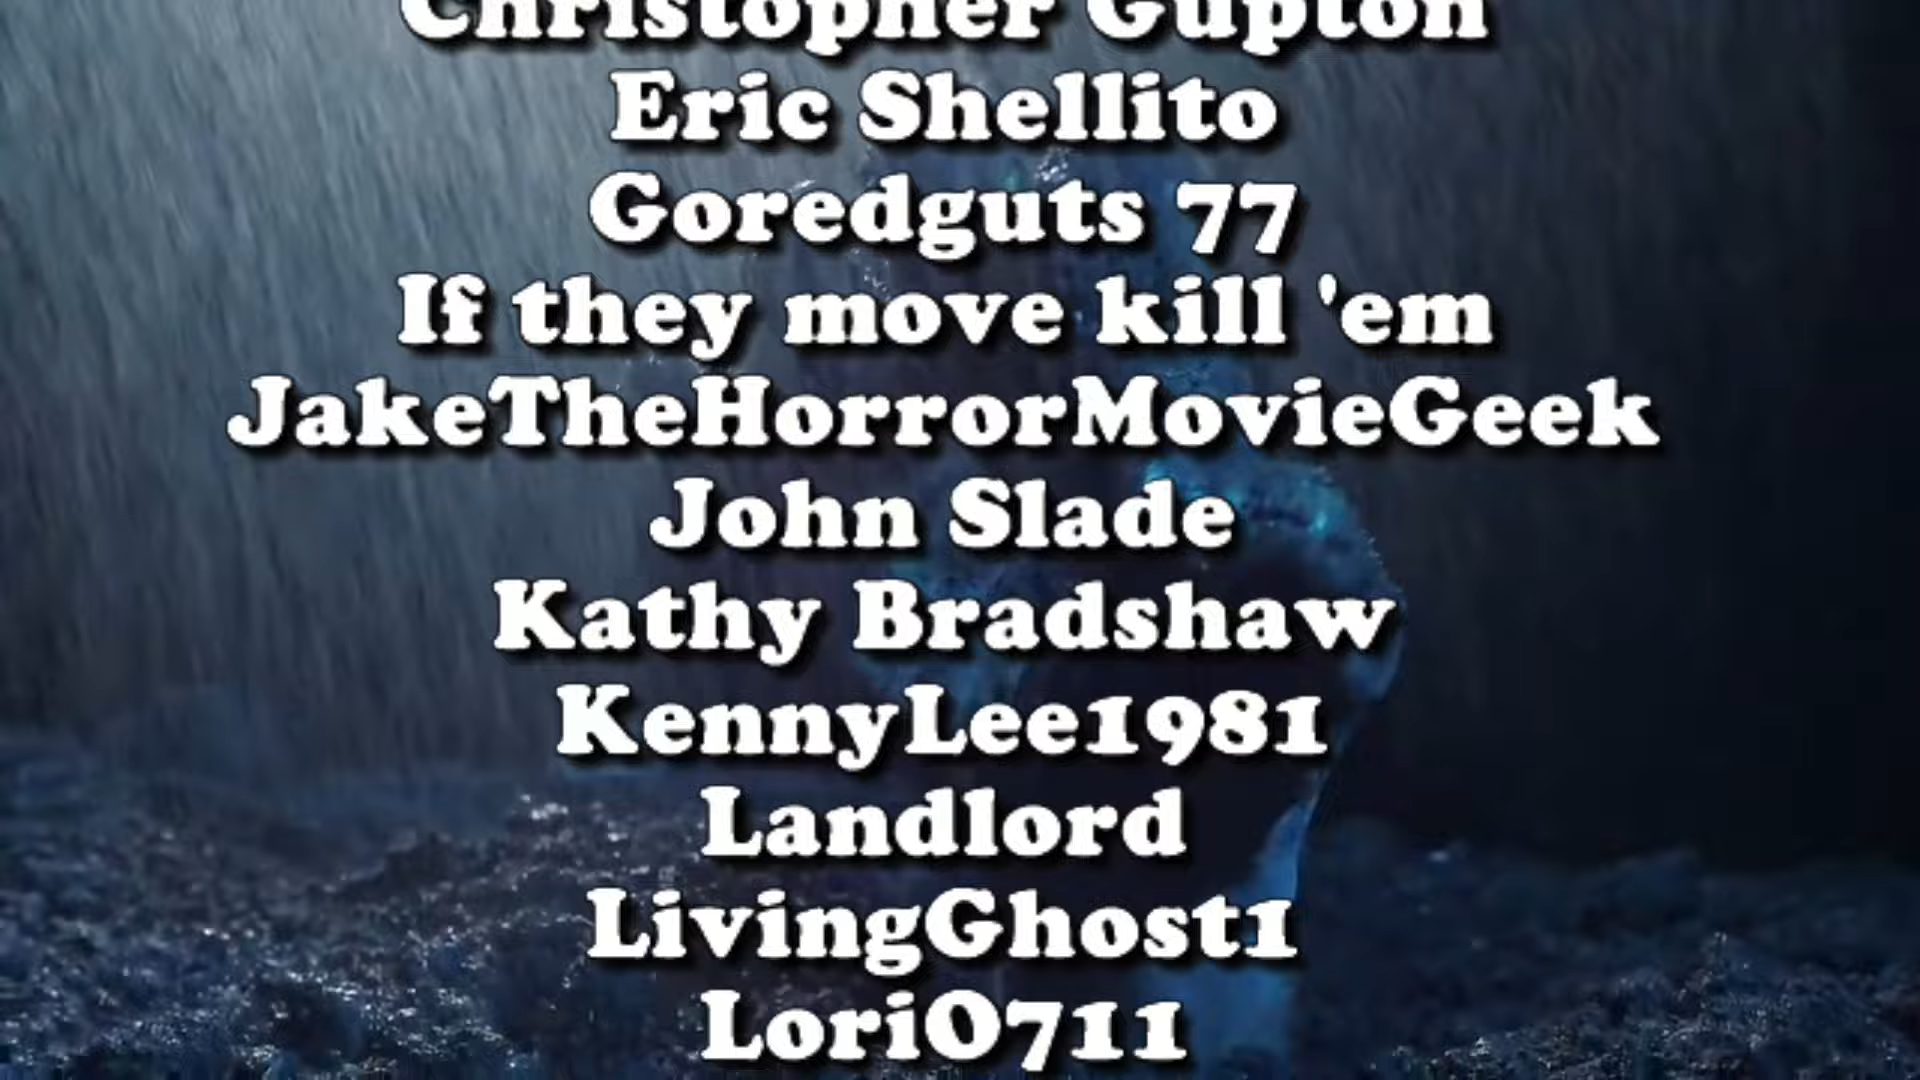 Christopher Gupton
Eric Shellito
Goredguts 77
If they move kill 'em
JakeTheHorrorMovieGeek
John Slade
Kathy Bradshaw
KennyLee1981
Landlord
LivingGhost1
LoriO711